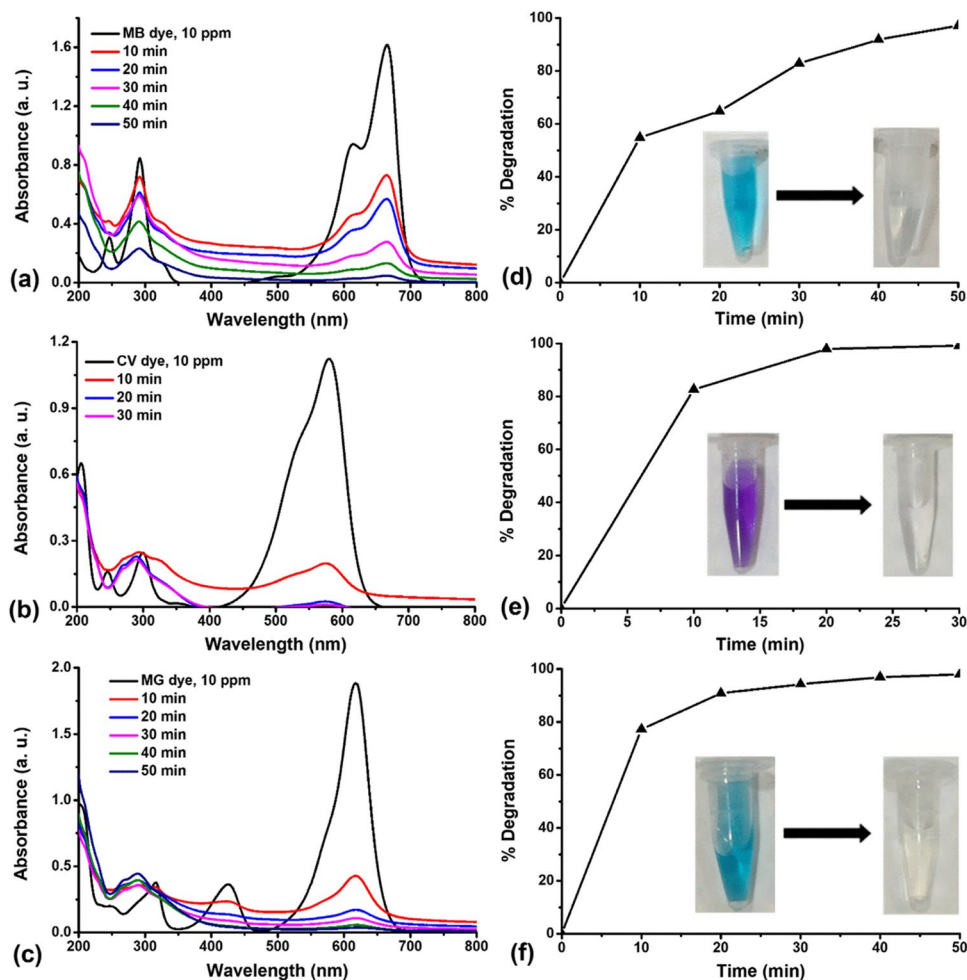 MB dye, 10 ppm
10 min
20 min
30 min
40 min
50 min
1.6
1.2
0.8
0.4
0.0
Absorbance (a. u.)
(a)
200 300 400 500 600 700 800
Wavelength (nm)
100
80
60
40
20
0
% Degradation
(d)
0 10 20 30 40 50
Time (min)
CV dye, 10 ppm
10 min
20 min
30 min
1.2
0.9
0.6
0.3
0.0
Absorbance (a. u.)
(b)
200 300 400 500 600 700 800
Wavelength (nm)
100
80
60
40
20
0
% Degradation
(e)
0 5 10 15 20 25 30
Time (min)
MG dye, 10 ppm
10 min
20 min
30 min
40 min
50 min
2.0
1.5
1.0
0.5
0.0
Absorbance (a. u.)
(c)
200 300 400 500 600 700 800
Wavelength (nm)
100
80
60
40
20
0
% Degradation
(f)
0 10 20 30 40 50
Time (min)